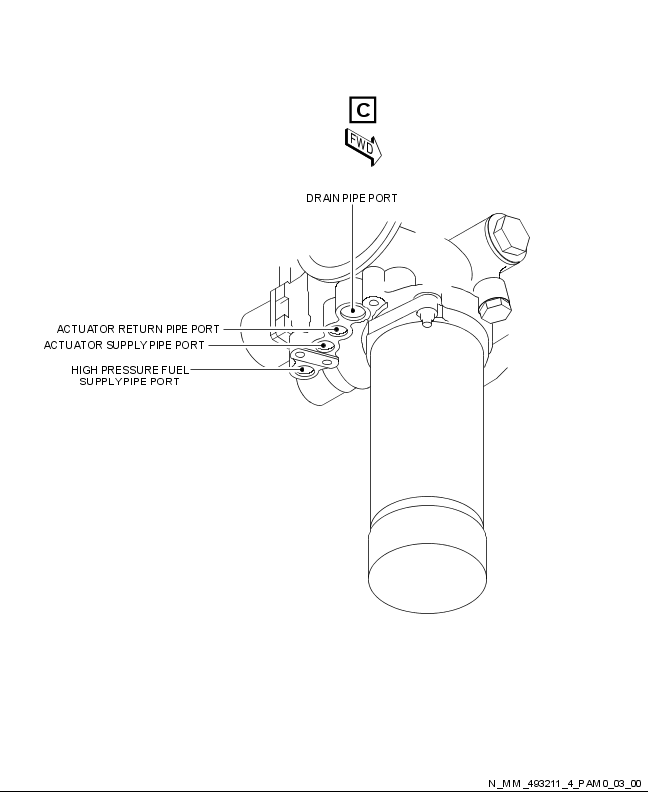 C
FWD
DRAIN PIPE PORT
ACTUATOR RETURN PIPE PORT
ACTUATOR SUPPLY PIPE PORT
HIGH PRESSURE FUEL
SUPPLY PIPE PORT
N_MM_493211_4_PAM0_03_00